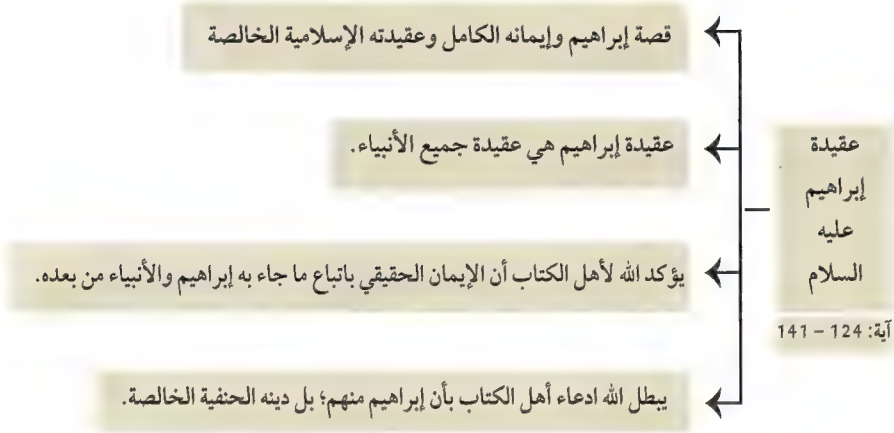 عقيدة
إبراهيم
عليه
السلام
آية: 124 – 141
قصة إبراهيم وإيمانه الكامل وعقيدته الإسلامية الخالصة
عقيدة إبراهيم هي عقيدة جميع الأنبياء.
يؤكد الله لأهل الكتاب أن الإيمان الحقيقي باتباع ما جاء به إبراهيم والأنبياء من بعده.
يبطل الله ادعاء أهل الكتاب بأن إبراهيم منهم؛ بل دينه الحنفية الخالصة.